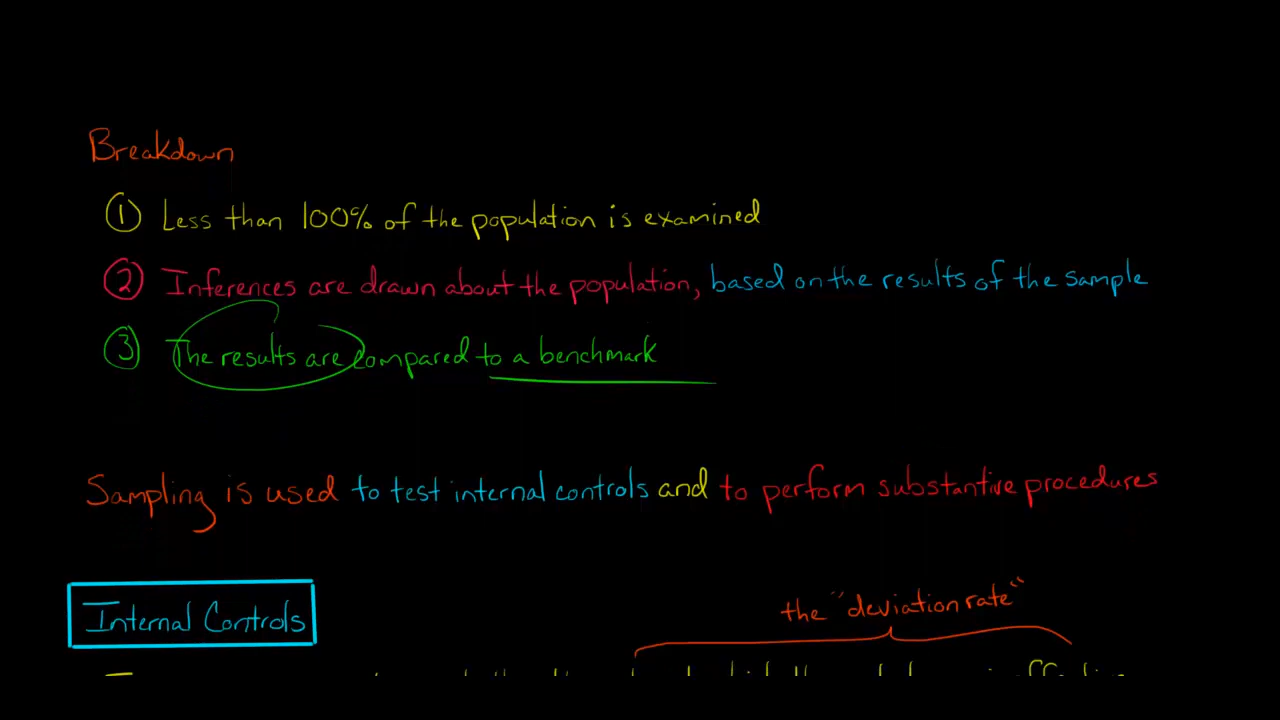 Breakdown
① Less than 100% of the population is examined
② Inferences are drawn about the population, based on the results of the sample
③ The results are compared to a benchmark
Sampling is used to test internal controls and to perform substantive procedures
the "deviation rate"
Internal Controls